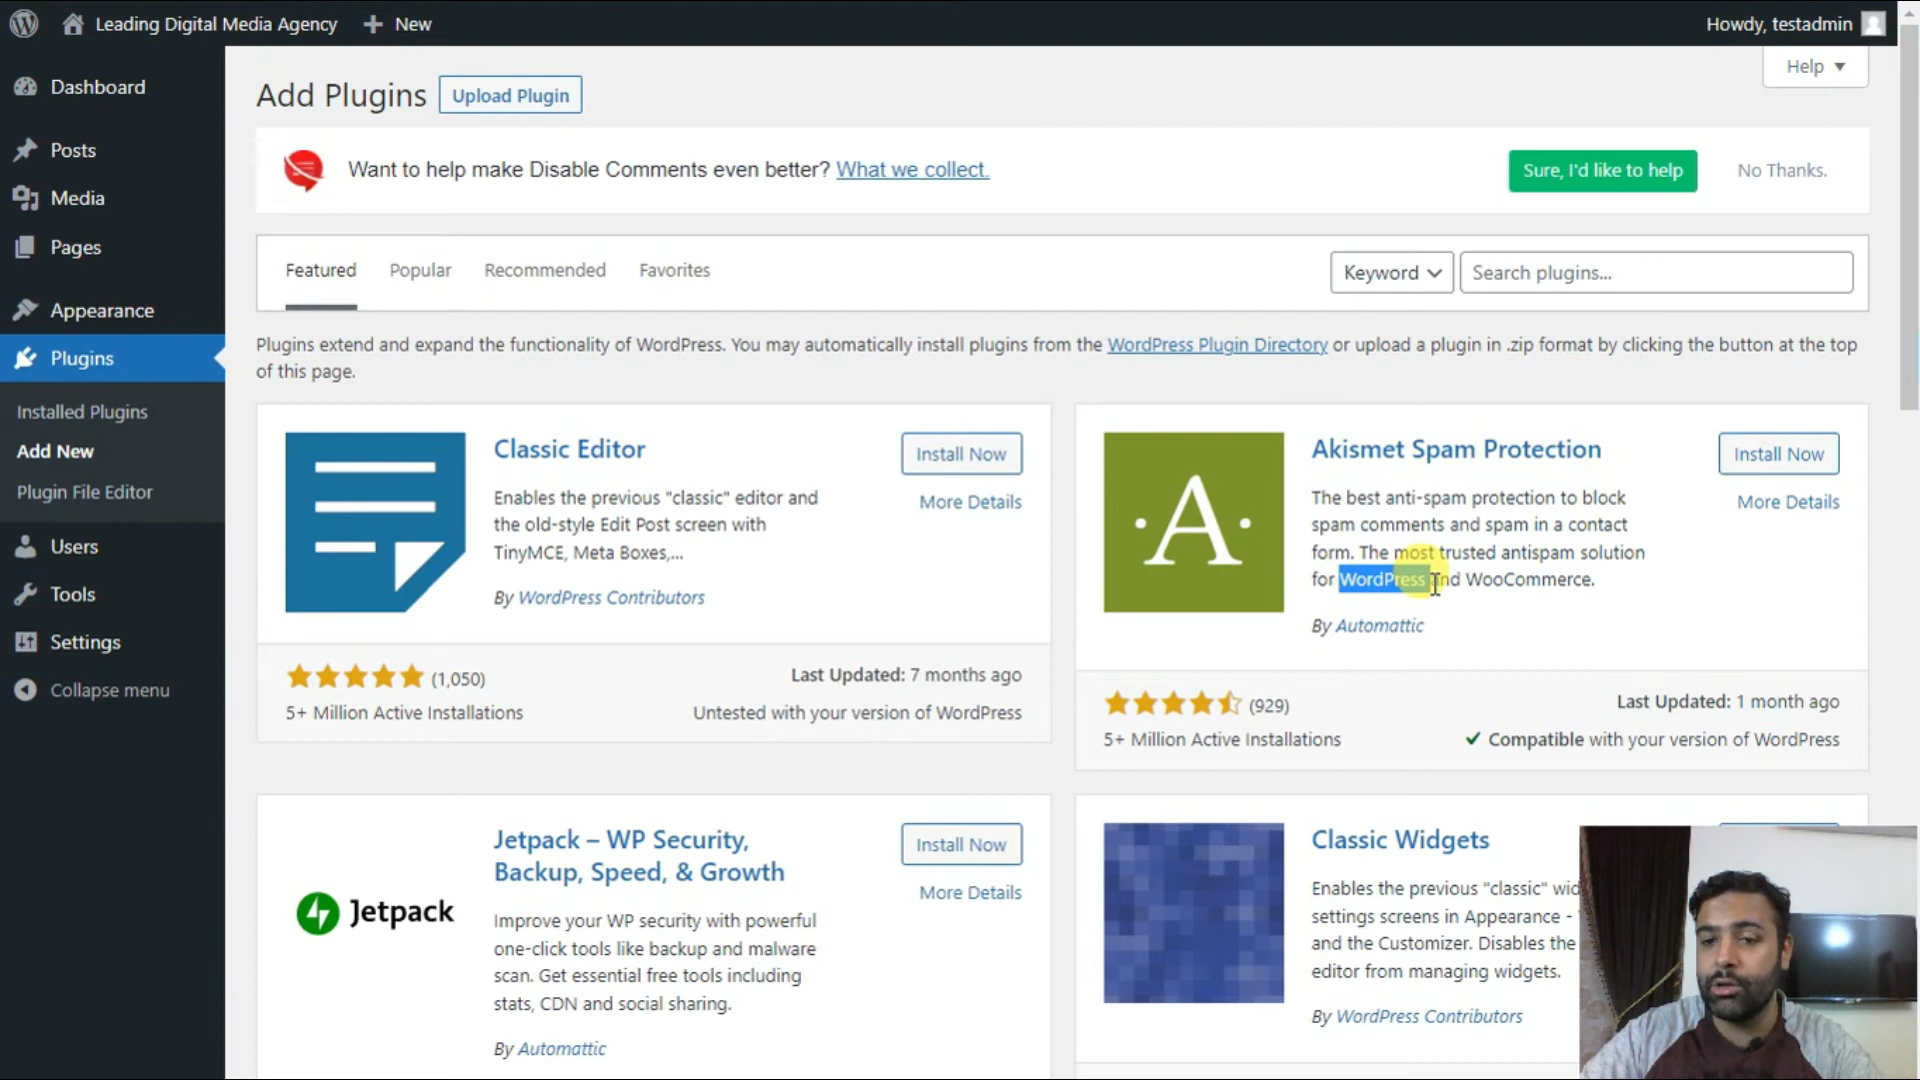 Leading Digital Media Agency
New
Howdy, testadmin
Help
Dashboard
Posts
Media
Pages
Appearance
Plugins
Installed Plugins
Add New
Plugin File Editor
Users
Tools
Settings
Collapse menu
Add Plugins
Upload Plugin
Want to help make Disable Comments even better? What we collect.
Sure, I'd like to help
No Thanks.
Featured
Popular
Recommended
Favorites
Keyword
Search plugins...
Plugins extend and expand the functionality of WordPress. You may automatically install plugins from the WordPress Plugin Directory or upload a plugin in .zip format by clicking the button at the top
of this page.
Classic Editor
Install Now
More Details
Enables the previous "classic" editor and
the old-style Edit Post screen with
TinyMCE, Meta Boxes,...
By WordPress Contributors
(1,050)
5+ Million Active Installations
Last Updated: 7 months ago
Untested with your version of WordPress
A
Akismet Spam Protection
Install Now
More Details
The best anti-spam protection to block
spam comments and spam in a contact
form. The most trusted antispam solution
for WordPress and WooCommerce.
By Automattic
(929)
5+ Million Active Installations
Last Updated: 1 month ago
Compatible with your version of WordPress
Jetpack
Jetpack – WP Security,
Backup, Speed, & Growth
Install Now
More Details
Improve your WP security with powerful
one-click tools like backup and malware
scan. Get essential free tools including
stats, CDN and social sharing.
By Automattic
Classic Widgets
Enables the previous "classic"
settings screens in Appearance -
and the Customizer. Disables the
editor from managing widgets.
By WordPress Contributors